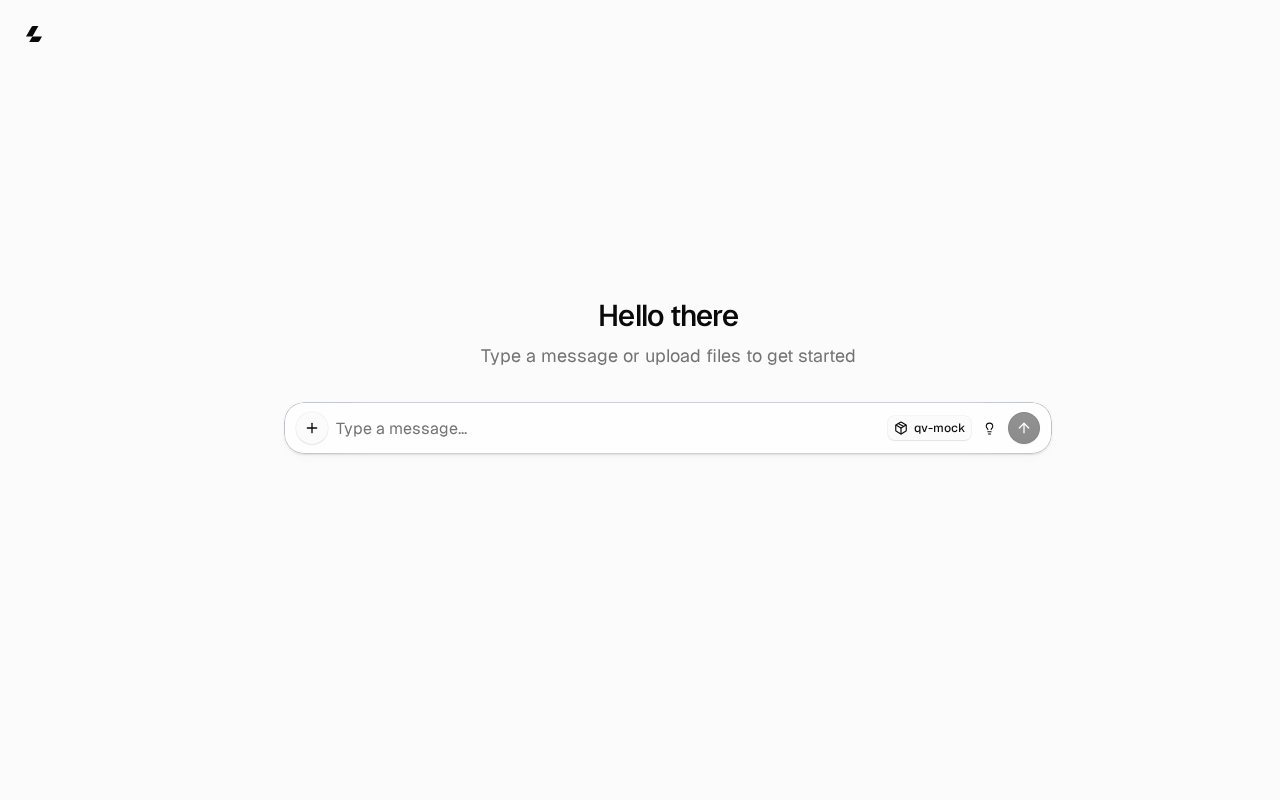 Hello there
Type a message or upload files to get started
Type a message...
qv-mock